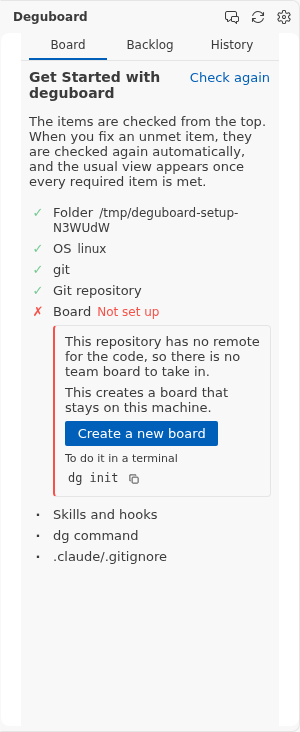 Deguboard
Board
Backlog
History
Get Started with
deguboard
Check again
The items are checked from the top.
When you fix an unmet item, they
are checked again automatically,
and the usual view appears once
every required item is met.
✓ Folder /tmp/deguboard-setup-
N3WUdW
✓ OS linux
✓ git
✓ Git repository
✗ Board Not set up
This repository has no remote
for the code, so there is no
team board to take in.
This creates a board that
stays on this machine.
Create a new board
To do it in a terminal
dg init
· Skills and hooks
· dg command
· .claude/.gitignore